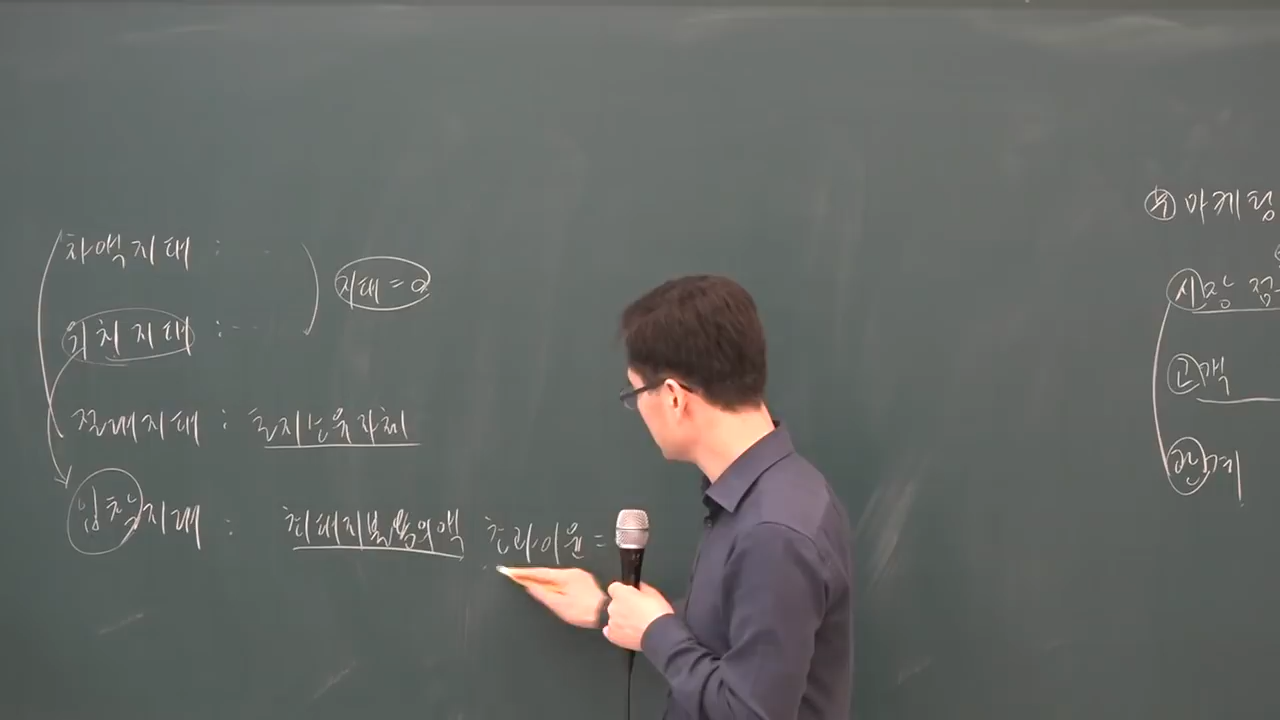 차액지대 :
지대 = 0
위치지대 :
절대지대 : 토지소유자체
입찰지대 : 최대지불용의액 초과이윤 =
부 마케팅
시장 점
고객
관계